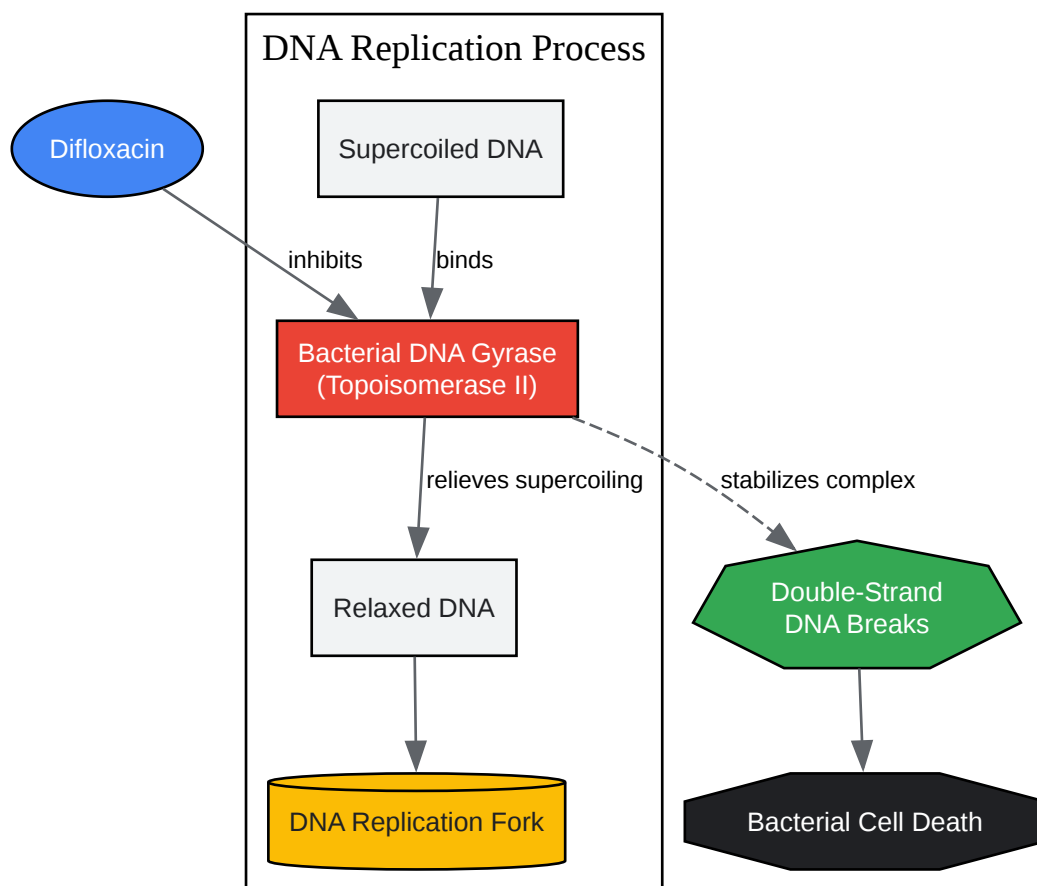 DNA Replication Process
Difloxacin
Supercoiled DNA
inhibits
binds
Bacterial DNA Gyrase
(Topoisomerase II)
relieves supercoiling
stabilizes complex
Relaxed DNA
Double-Strand
DNA Breaks
DNA Replication Fork
Bacterial Cell Death